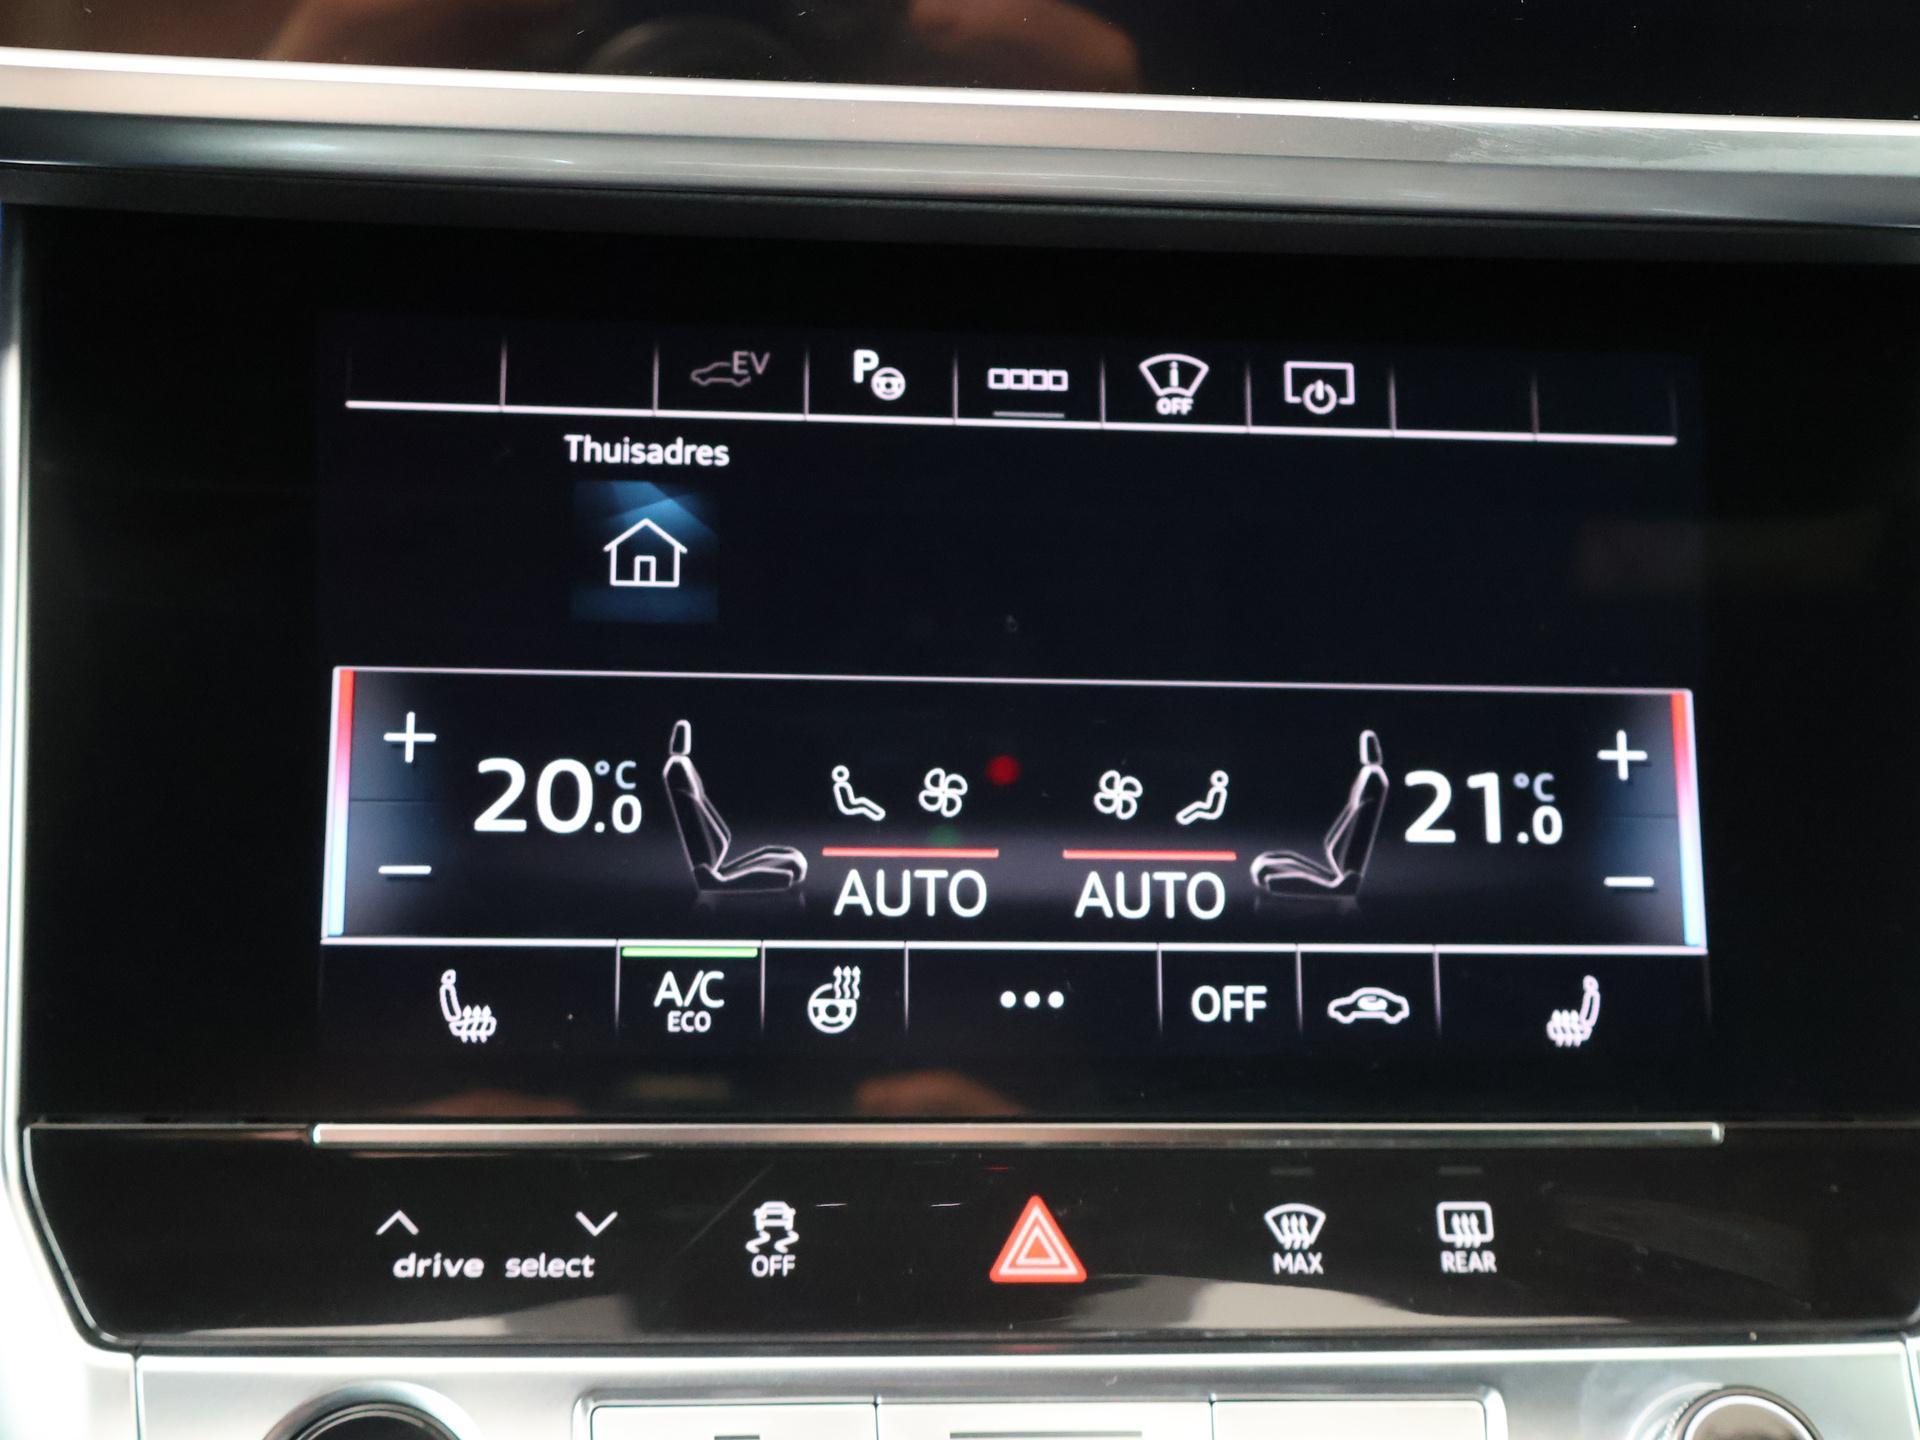 EV
P
OFF
Thuisadres
20.0 °C
21.0 °C
AUTO AUTO
A/C
ECO
OFF
drive select
OFF
MAX
REAR